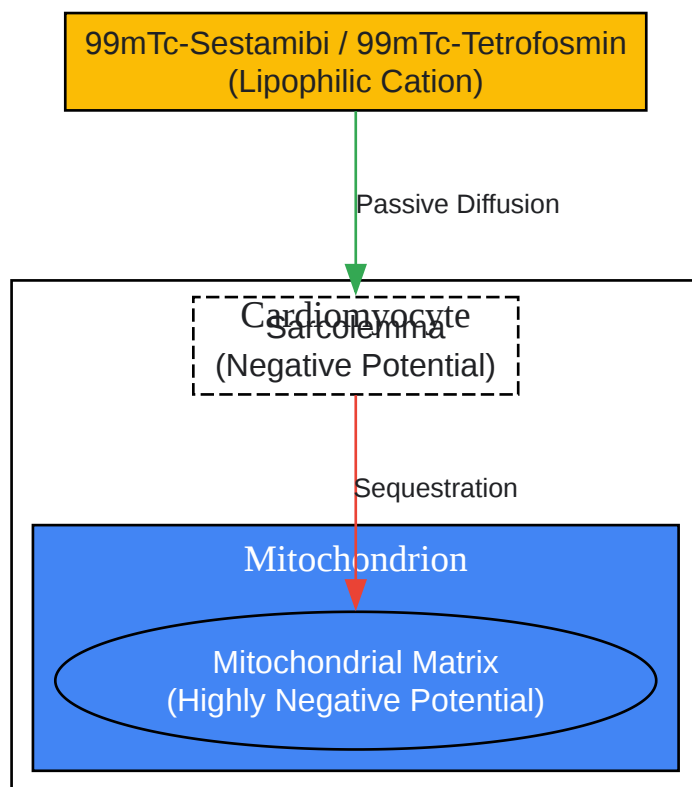 99mTc-Sestamibi / 99mTc-Tetrofosmin
(Lipophilic Cation)
Passive Diffusion
Cardiomyocyte
Sarcolemma
(Negative Potential)
Sequestration
Mitochondrion
Mitochondrial Matrix
(Highly Negative Potential)